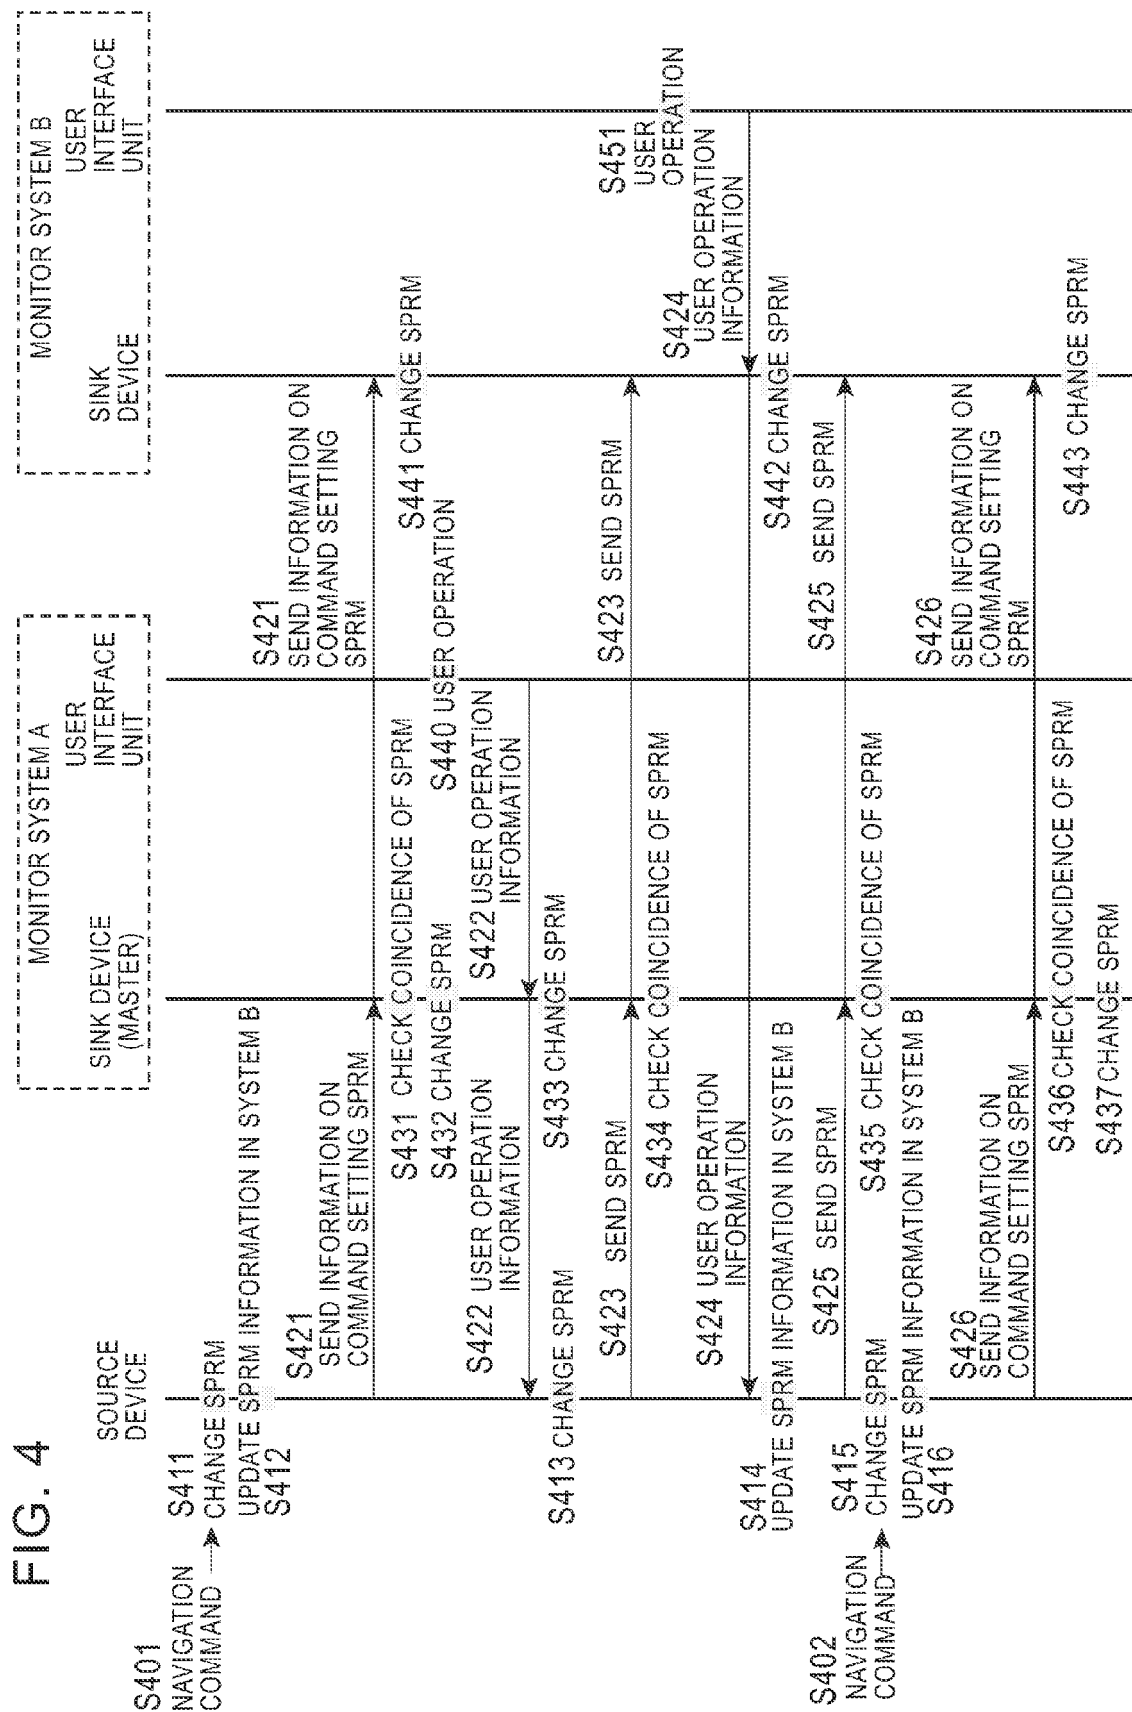 FIG. 4
SOURCE
DEVICE
MONITOR SYSTEM A
SINK DEVICE
(MASTER)
USER
INTERFACE
UNIT
MONITOR SYSTEM B
SINK
DEVICE
USER
INTERFACE
UNIT
S401
NAVIGATION
COMMAND
S411
CHANGE SPRM
UPDATE SPRM INFORMATION IN SYSTEM B
S412
S421
SEND INFORMATION ON
COMMAND SETTING SPRM
S421
SEND INFORMATION ON
COMMAND SETTING
SPRM
S431 CHECK COINCIDENCE OF SPRM
S441 CHANGE SPRM
S432 CHANGE SPRM
S440 USER OPERATION
S422 USER OPERATION
INFORMATION
S422 USER OPERATION
INFORMATION
S413 CHANGE SPRM
S433 CHANGE SPRM
S423 SEND SPRM
S423 SEND SPRM
S434 CHECK COINCIDENCE OF SPRM
S451
USER
OPERATION
S424
USER OPERATION
INFORMATION
S424 USER OPERATION
INFORMATION
S414
UPDATE SPRM INFORMATION IN SYSTEM B
S442 CHANGE SPRM
S425 SEND SPRM
S425 SEND SPRM
S402
NAVIGATION
COMMAND
S415
CHANGE SPRM
S435 CHECK COINCIDENCE OF SPRM
UPDATE SPRM INFORMATION IN SYSTEM B
S416
S426
SEND INFORMATION ON
COMMAND SETTING SPRM
S426
SEND INFORMATION ON
COMMAND SETTING
SPRM
S436 CHECK COINCIDENCE OF SPRM
S443 CHANGE SPRM
S437 CHANGE SPRM